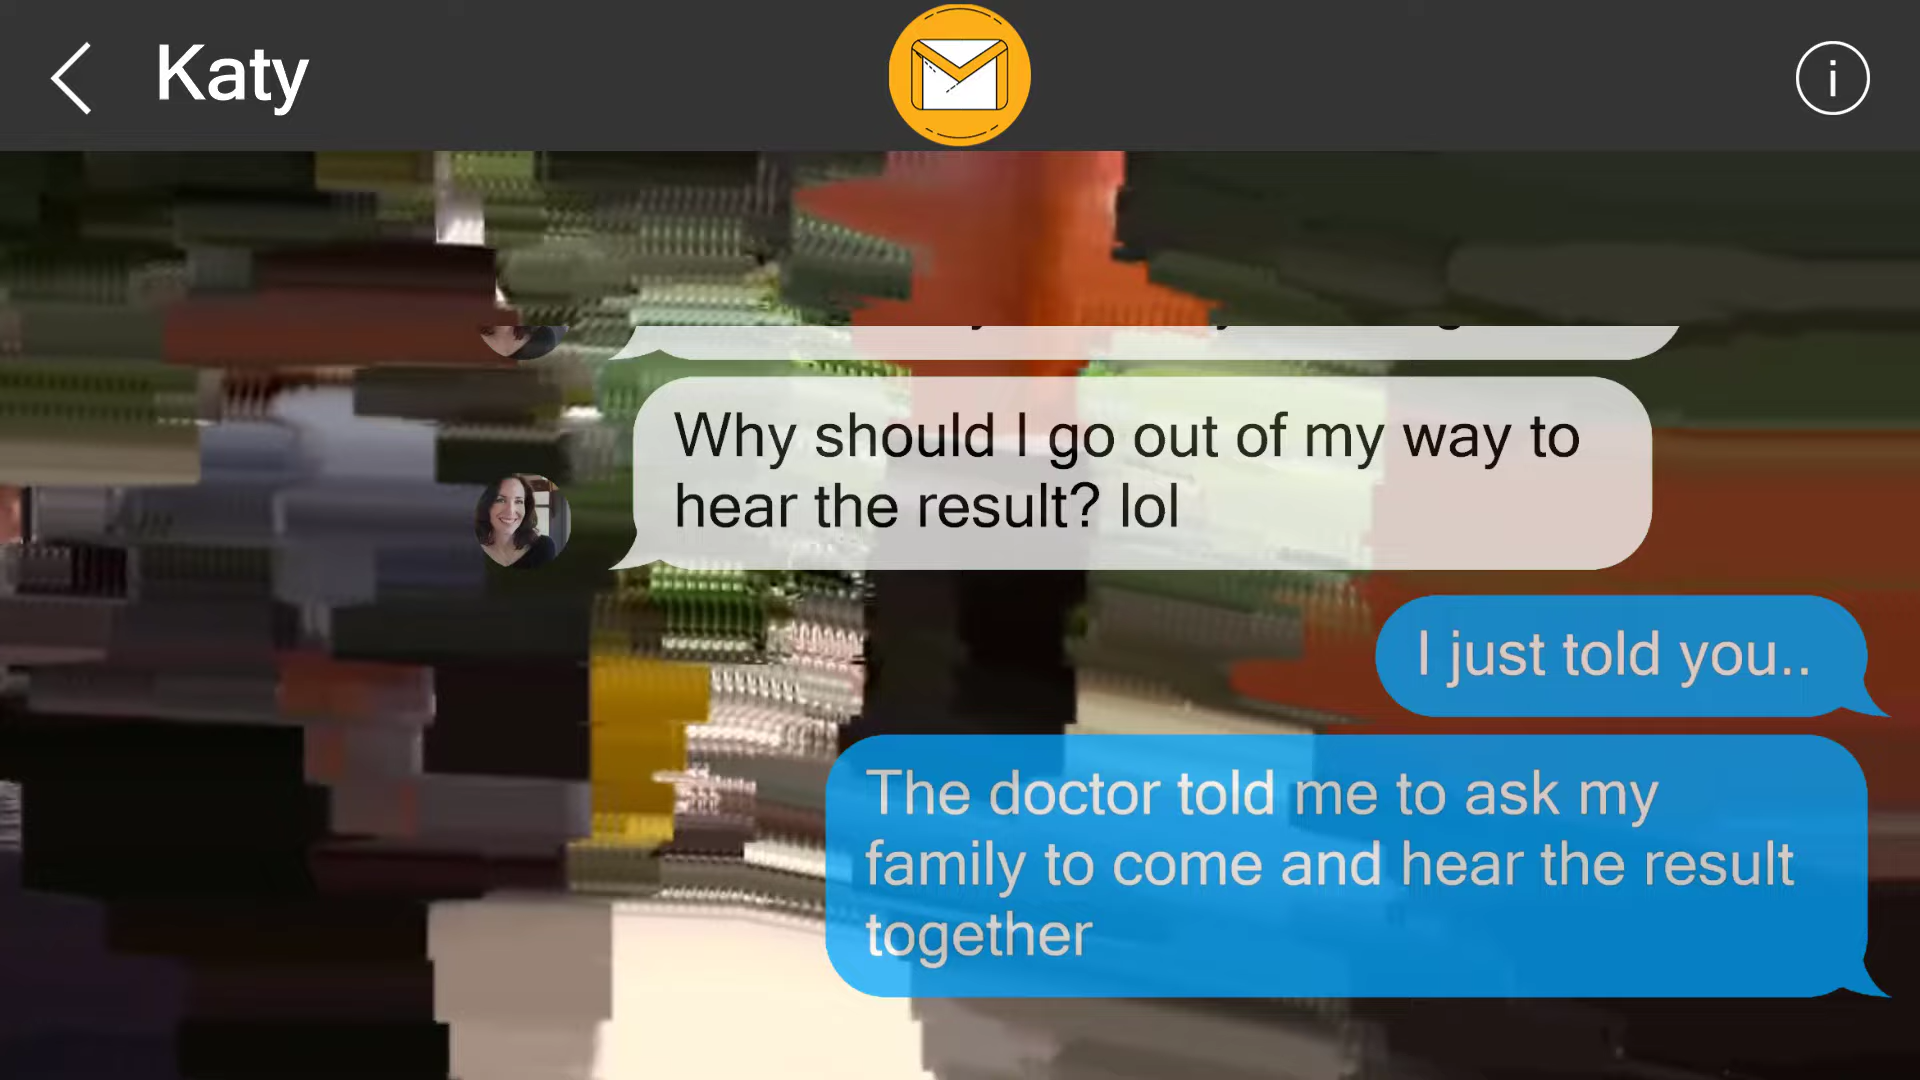 Katy
Why should I go out of my way to
hear the result? lol
I just told you..
The doctor told me to ask my
family to come and hear the result
together